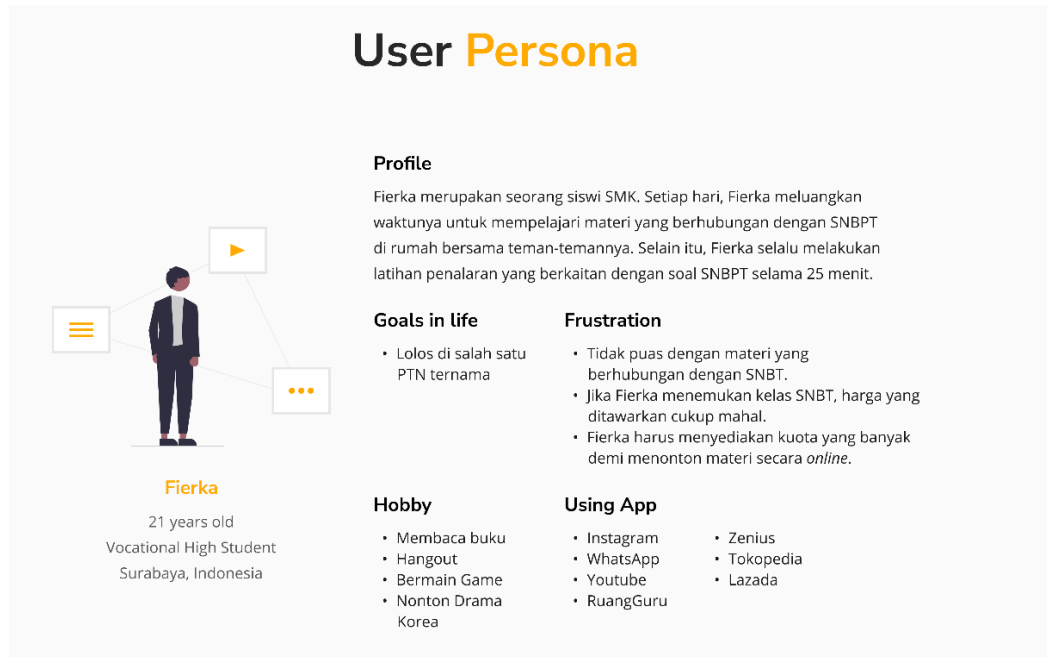 User Persona
Profile
Fierka merupakan seorang siswi SMK. Setiap hari, Fierka meluangkan
waktunya untuk mempelajari materi yang berhubungan dengan SNBPT
di rumah bersama teman-temannya. Selain itu, Fierka selalu melakukan
latihan penalaran yang berkaitan dengan soal SNBPT selama 25 menit.
Goals in life
• Lolos di salah satu
PTN ternama
Frustration
• Tidak puas dengan materi yang
berhubungan dengan SNBT.
• Jika Fierka menemukan kelas SNBT, harga yang
ditawarkan cukup mahal.
• Fierka harus menyediakan kuota yang banyak
demi menonton materi secara online.
Fierka
21 years old
Vocational High Student
Surabaya, Indonesia
Hobby
• Membaca buku
• Hangout
• Bermain Game
• Nonton Drama
Korea
Using App
• Instagram
• WhatsApp
• Youtube
• RuangGuru
• Zenius
• Tokopedia
• Lazada